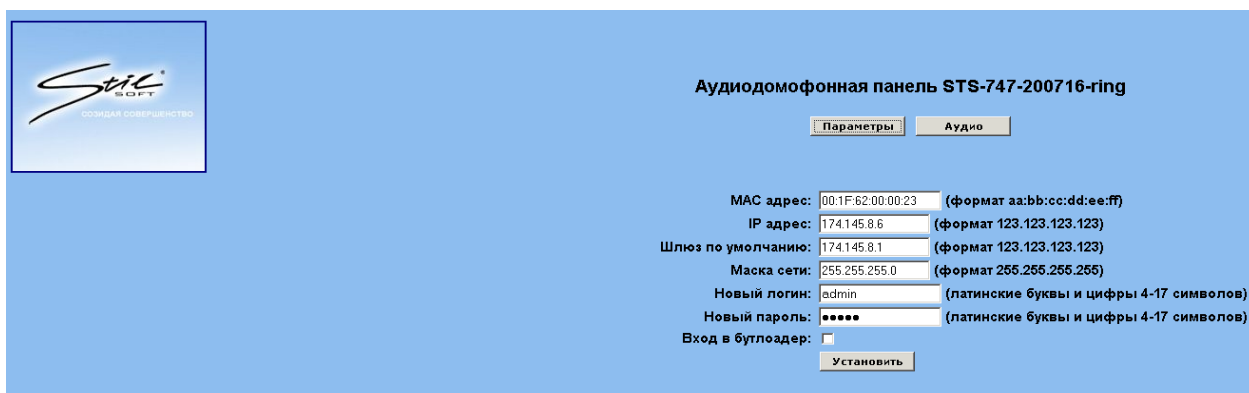 Stil
SOFT
СОЗИДАЯ СОВЕРШЕНСТВО
Аудиодомофонная панель STS-747-200716-ring
Параметры Аудио
MAC адрес: 00:1F:62:00:00:23 (формат aa:bb:cc:dd:ee:ff)
IP адрес: 174.145.8.6 (формат 123.123.123.123)
Шлюз по умолчанию: 174.145.8.1 (формат 123.123.123.123)
Маска сети: 255.255.255.0 (формат 255.255.255.255)
Новый логин: admin (латинские буквы и цифры 4-17 символов)
Новый пароль: ●●●●● (латинские буквы и цифры 4-17 символов)
Вход в бутлоадер:
Установить